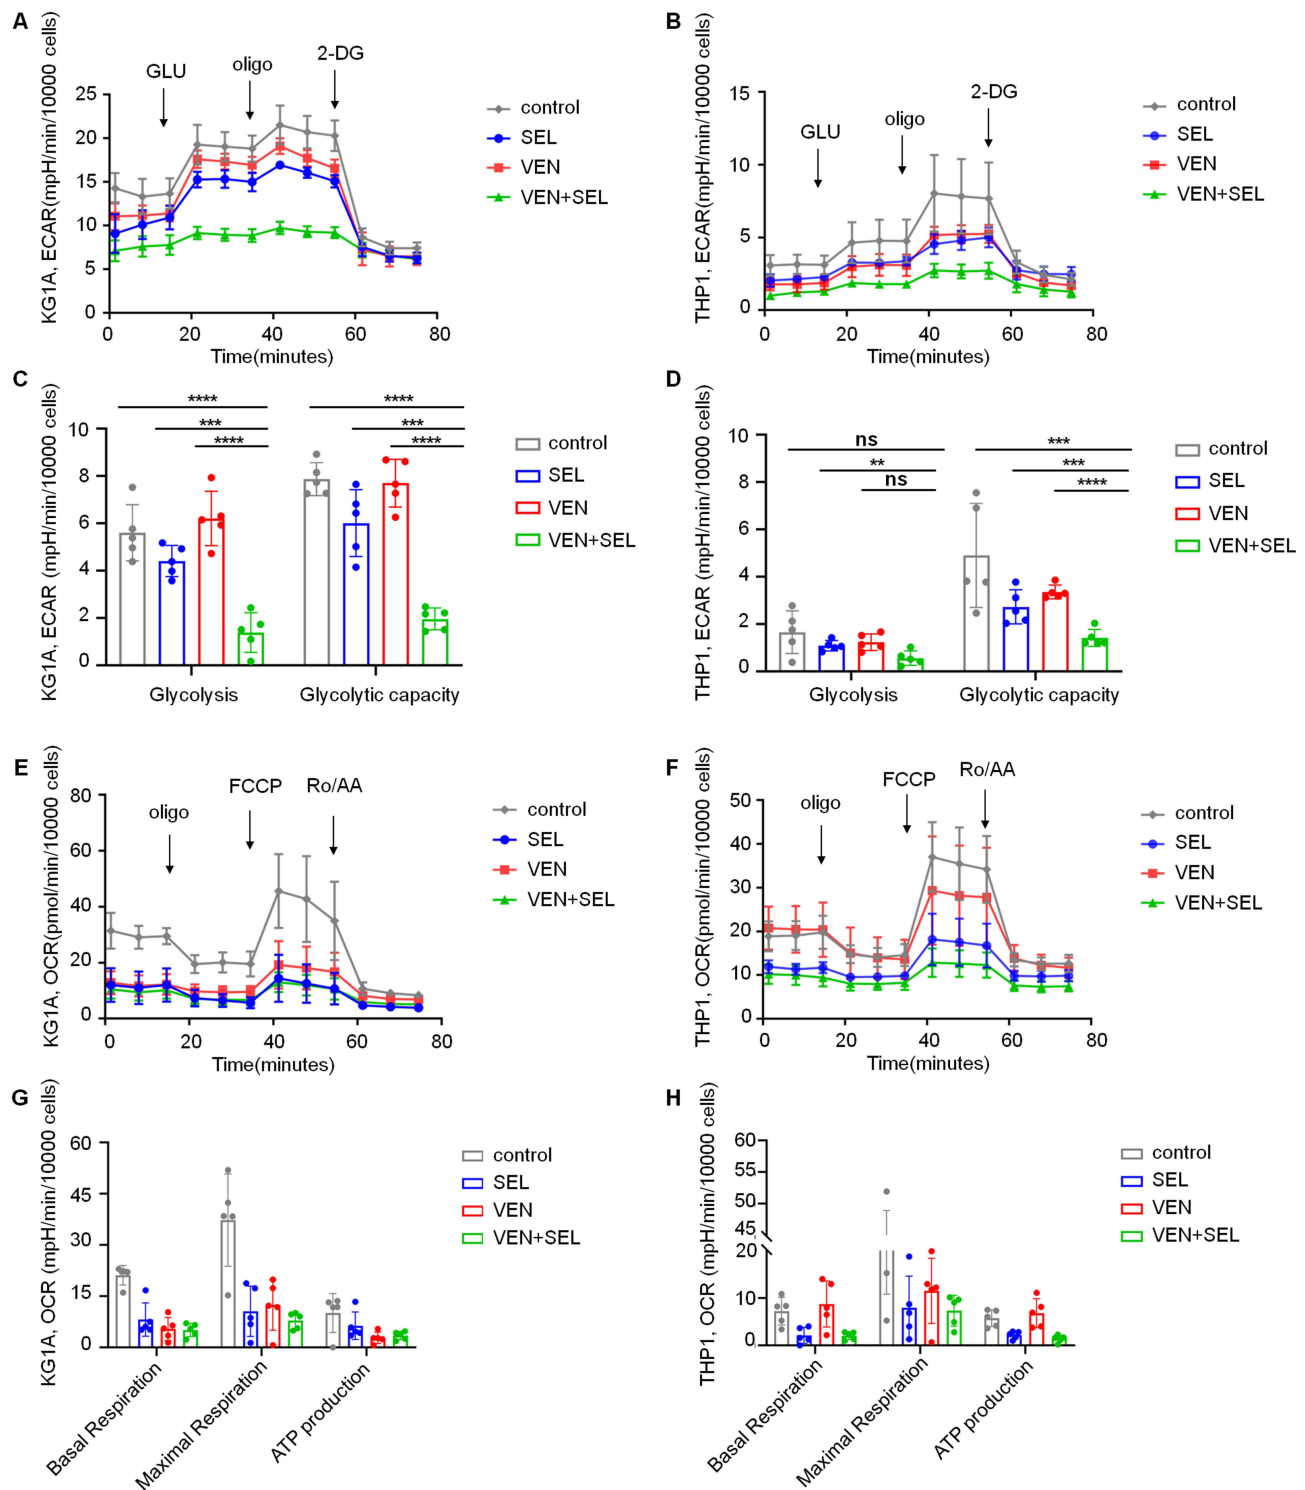 A
KG1A, ECAR(mpH/min/10000 cells)
GLU
oligo
2-DG
25
20
15
10
5
0
0
20
40
60
80
Time(minutes)
control
SEL
VEN
VEN+SEL
B
THP1, ECAR(mpH/min/10000 cells)
GLU
oligo
2-DG
15
10
5
0
0
20
40
60
80
Time(minutes)
control
SEL
VEN
VEN+SEL
C
KG1A, ECAR (mpH/min/10000 cells)
**** ****
*** ***
**** ****
10
8
6
4
2
0
Glycolysis
Glycolytic capacity
control
SEL
VEN
VEN+SEL
D
THP1, ECAR (mpH/min/10000 cells)
ns ***
** ***
ns ****
10
8
6
4
2
0
Glycolysis
Glycolytic capacity
control
SEL
VEN
VEN+SEL
E
KG1A, OCR(pmol/min/10000 cells)
oligo
FCCP
Ro/AA
80
60
40
20
0
0
20
40
60
80
Time(minutes)
control
SEL
VEN
VEN+SEL
F
THP1, OCR(pmol/min/10000 cells)
oligo
FCCP
Ro/AA
50
40
30
20
10
0
0
20
40
60
80
Time(minutes)
control
SEL
VEN
VEN+SEL
G
KG1A, OCR (mpH/min/10000 cells)
60
45
30
15
0
Basal Respiration
Maximal Respiration
ATP production
control
SEL
VEN
VEN+SEL
H
THP1, OCR (mpH/min/10000 cells)
60
55
50
45
20
10
0
Basal Respiration
Maximal Respiration
ATP production
control
SEL
VEN
VEN+SEL